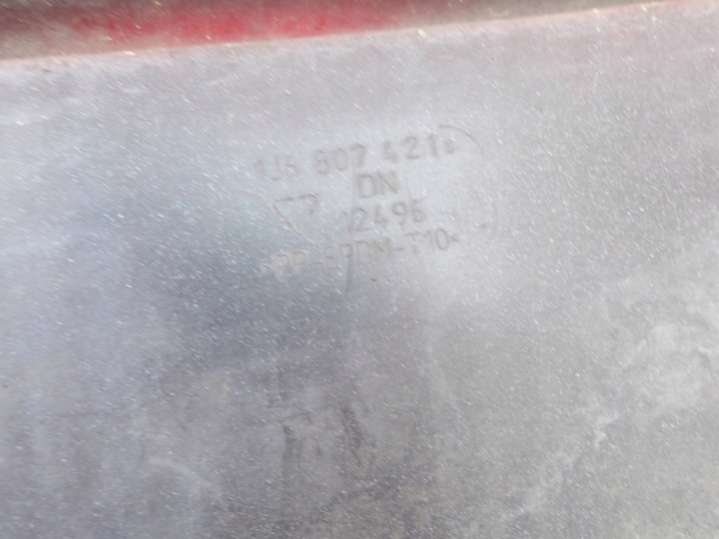 1J6 807 421
DN
12496
PP-EPDM-T10<